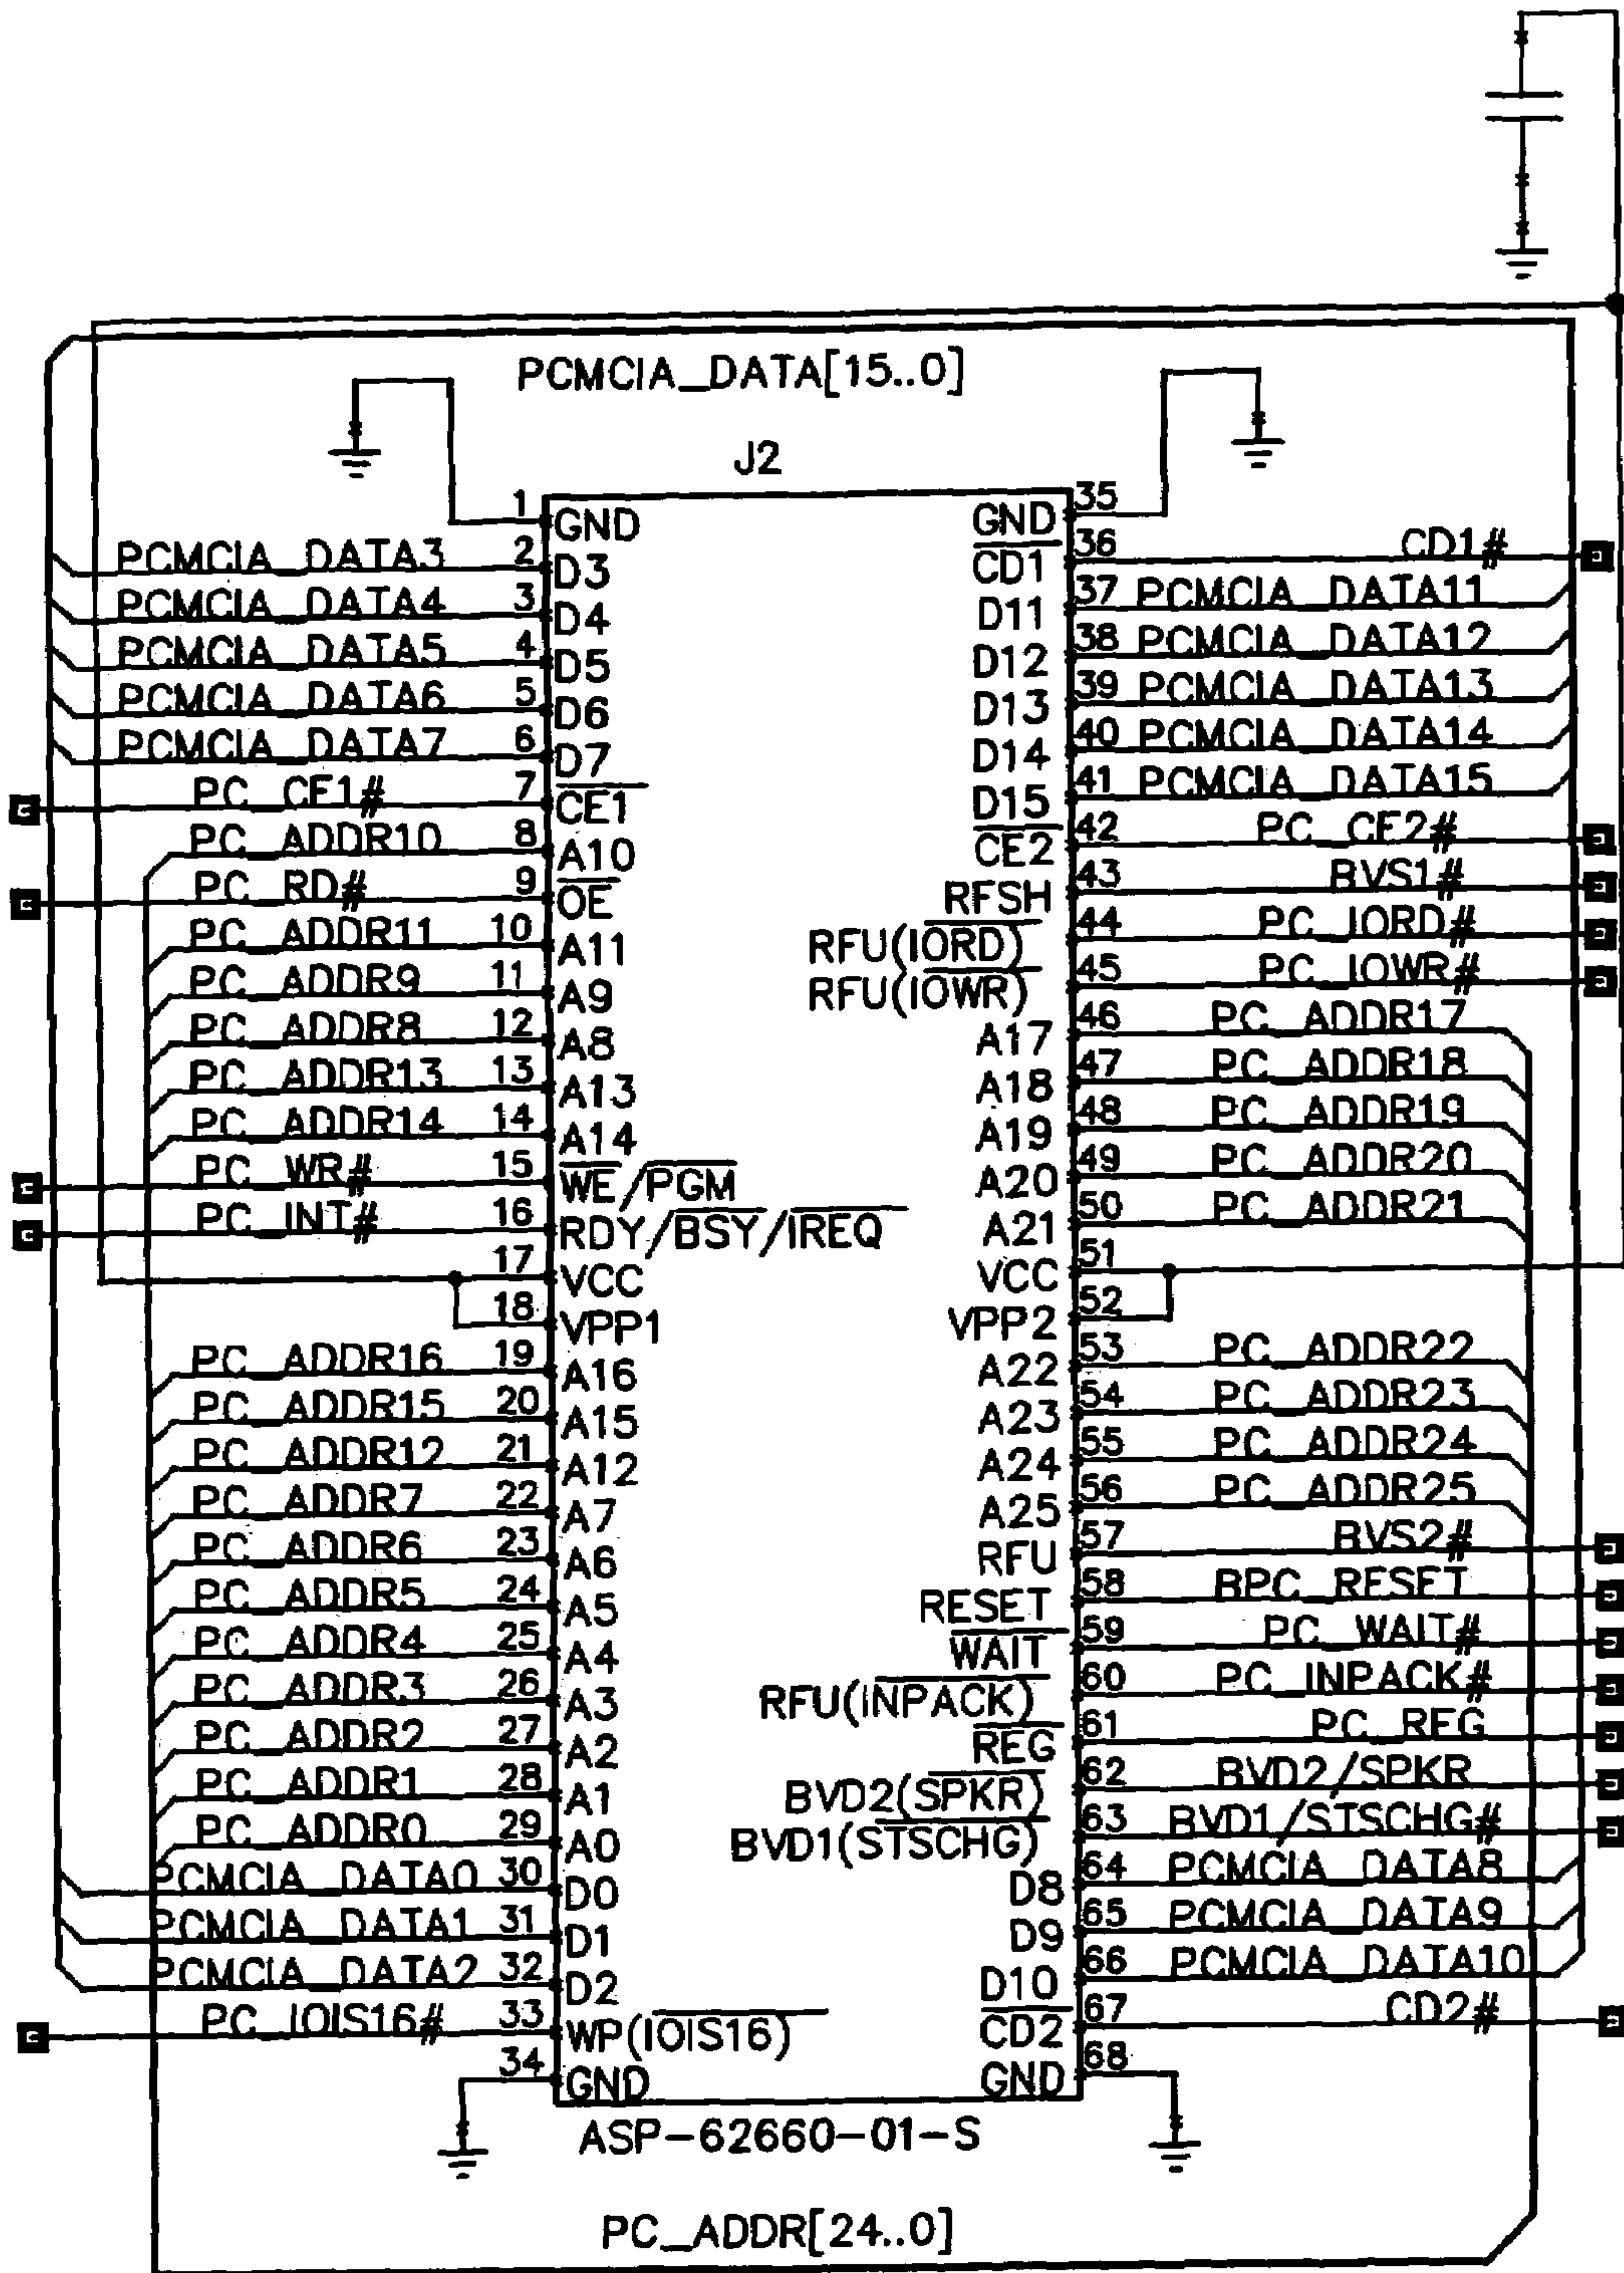 PCMCIA_DATA[15..0]
J2
1 GND
PCMCIA_DATA3 2 D3
PCMCIA_DATA4 3 D4
PCMCIA_DATA5 4 D5
PCMCIA_DATA6 5 D6
PCMCIA_DATA7 6 D7
PC_CE1# 7 CE1
PC_ADDR10 8 A10
PC_RD# 9 OE
PC_ADDR11 10 A11
PC_ADDR9 11 A9
PC_ADDR8 12 A8
PC_ADDR13 13 A13
PC_ADDR14 14 A14
PC_WR# 15 WE/PGM
PC_INT# 16 RDY/BSY/IREQ
17 VCC
18 VPP1
PC_ADDR16 19 A16
PC_ADDR15 20 A15
PC_ADDR12 21 A12
PC_ADDR7 22 A7
PC_ADDR6 23 A6
PC_ADDR5 24 A5
PC_ADDR4 25 A4
PC_ADDR3 26 A3
PC_ADDR2 27 A2
PC_ADDR1 28 A1
PC_ADDR0 29 A0
PCMCIA_DATA0 30 D0
PCMCIA_DATA1 31 D1
PCMCIA_DATA2 32 D2
PC_IOIS16# 33 WP(IOIS16)
34 GND
GND 35
CD1 36 CD1#
D11 37 PCMCIA_DATA11
D12 38 PCMCIA_DATA12
D13 39 PCMCIA_DATA13
D14 40 PCMCIA_DATA14
D15 41 PCMCIA_DATA15
CE2 42 PC_CE2#
RFSH 43 BVS1#
RFU(IORD) 44 PC_IORD#
RFU(IOWR) 45 PC_IOWR#
A17 46 PC_ADDR17
A18 47 PC_ADDR18
A19 48 PC_ADDR19
A20 49 PC_ADDR20
A21 50 PC_ADDR21
VCC 51
VPP2 52
A22 53 PC_ADDR22
A23 54 PC_ADDR23
A24 55 PC_ADDR24
A25 56 PC_ADDR25
RFU 57 BVS2#
RESET 58 BPC_RESET
WAIT 59 PC_WAIT#
RFU(INPACK) 60 PC_INPACK#
REG 61 PC_REG
BVD2(SPKR) 62 BVD2/SPKR
BVD1(STSCHG) 63 BVD1/STSCHG#
D8 64 PCMCIA_DATA8
D9 65 PCMCIA_DATA9
D10 66 PCMCIA_DATA10
CD2 67 CD2#
GND 68
ASP-62660-01-S
PC_ADDR[24..0]